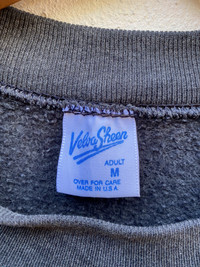 Velva Sheen
ADULT
M
OVER FOR CARE
MADE IN U.S.A.